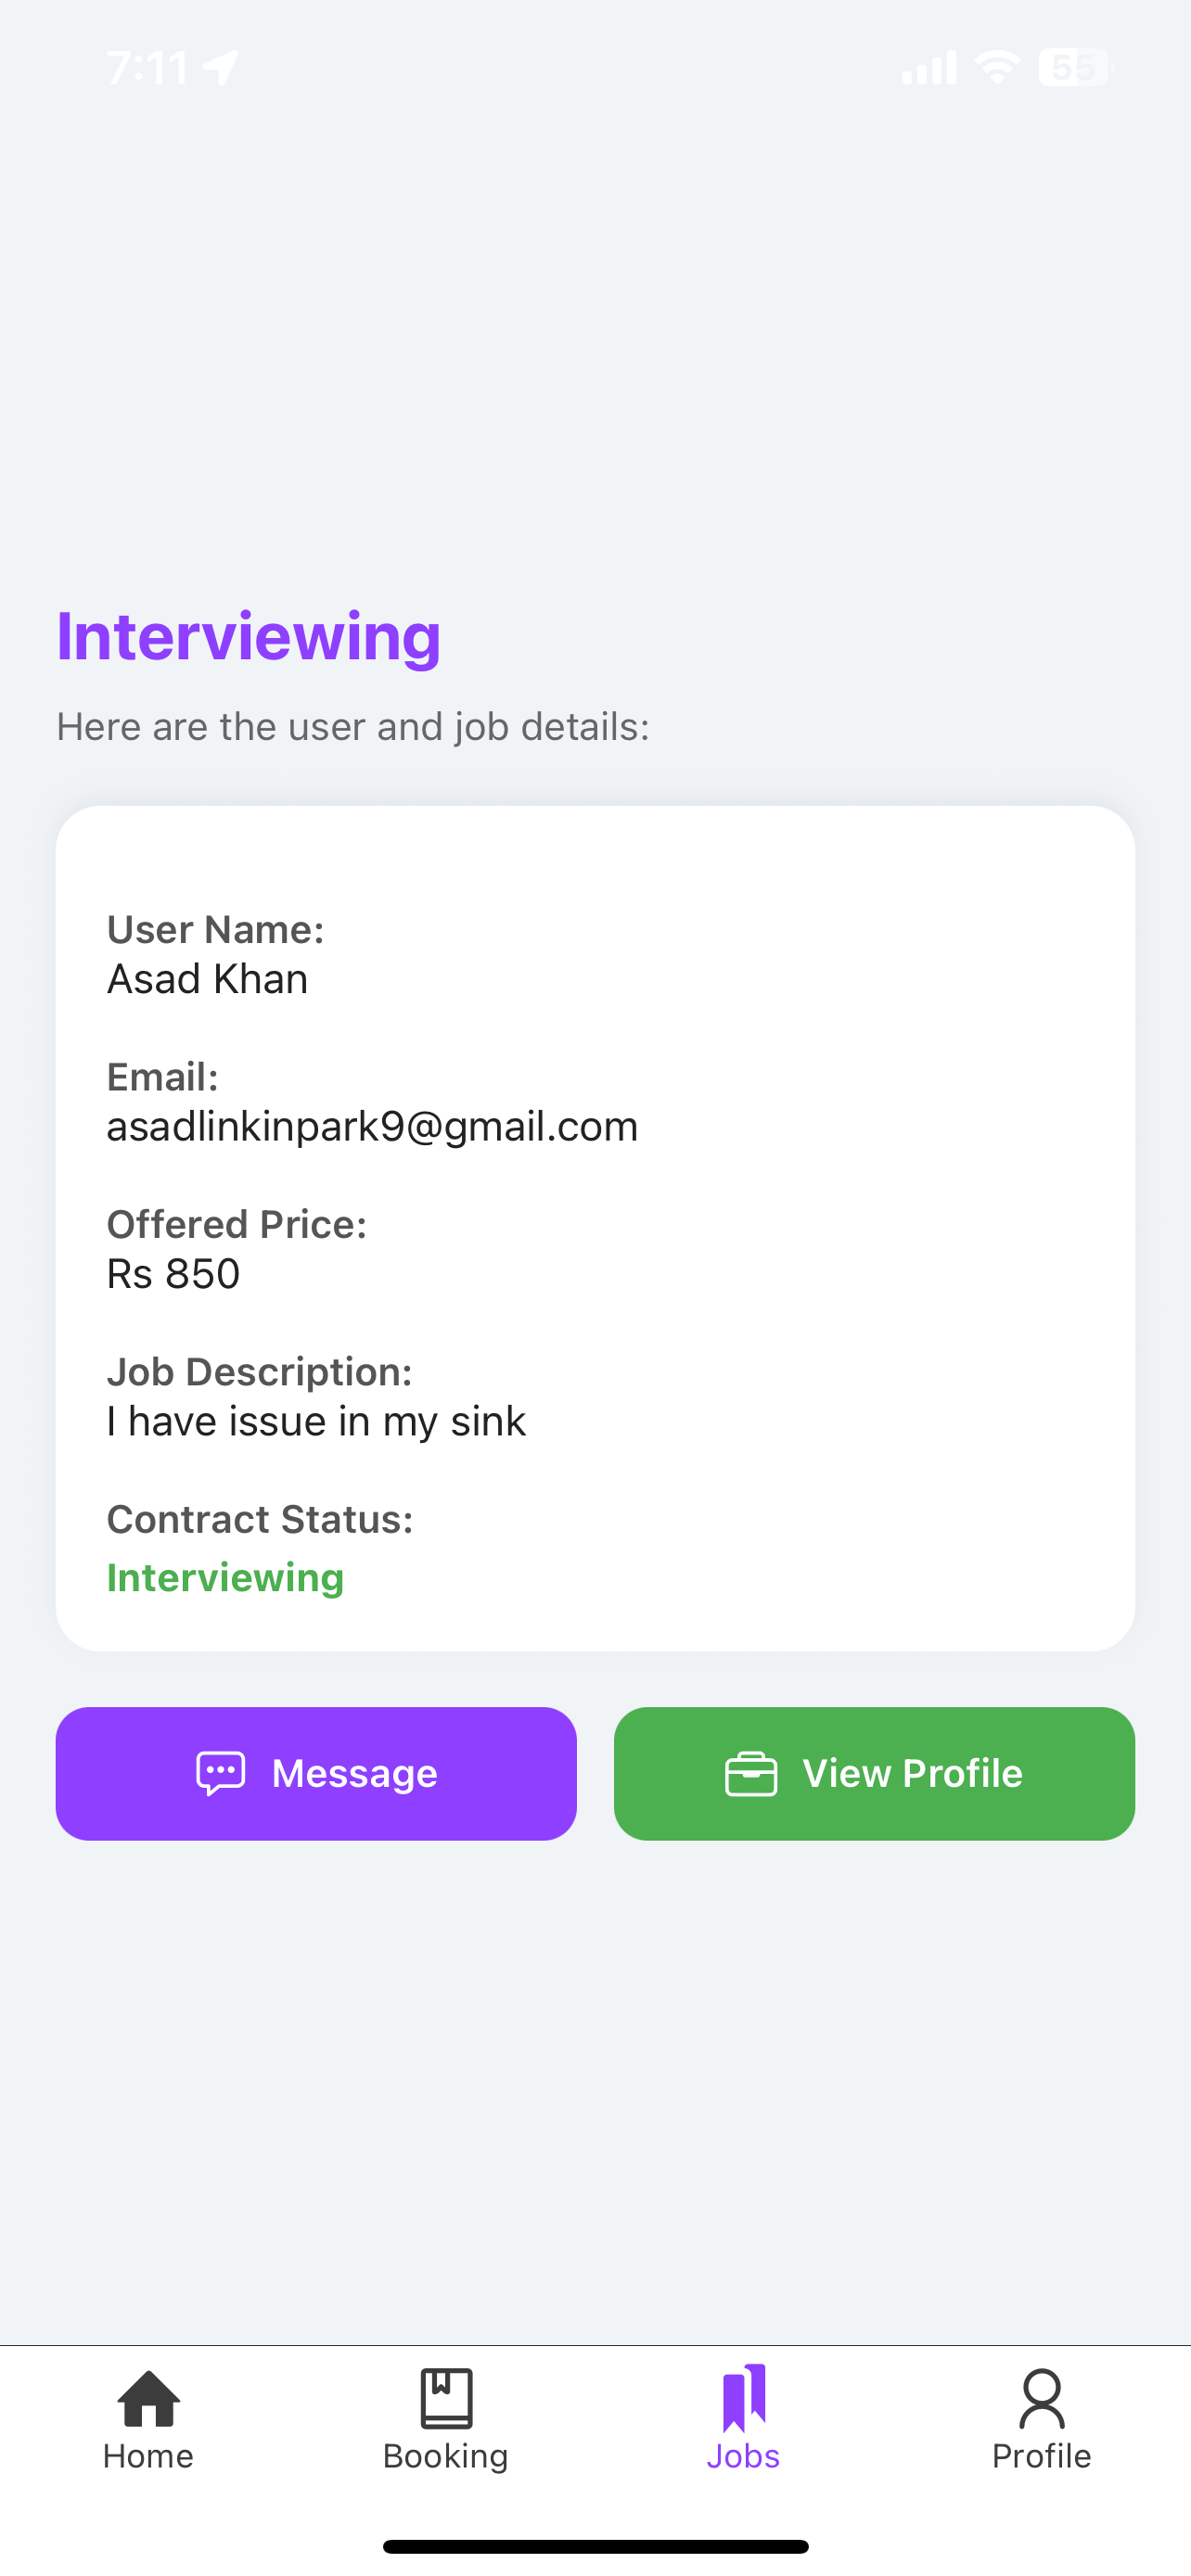 7:11
55
Interviewing
Here are the user and job details:
User Name:
Asad Khan
Email:
asadlinkinpark9@gmail.com
Offered Price:
Rs 850
Job Description:
I have issue in my sink
Contract Status:
Interviewing
Message
View Profile
Home
Booking
Jobs
Profile